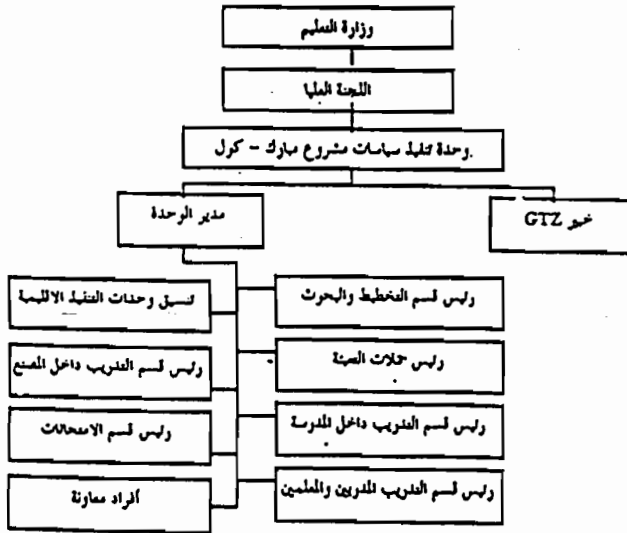 وزارة التعليم
اللجنة العليا
وحدة تنفيذ سياسات مشروع مبارك - كول
خبير GTZ
مدير الوحدة
رئيس قسم التخطيط والبحوث
تنسيق وحدات التنفيذ الاقليمية
رئيس حملات التعبئة
رئيس قسم التدريب داخل المصنع
رئيس قسم التدريب داخل المدرسة
رئيس قسم الامتحانات
رئيس قسم التدريب المدربين والمعلمين
أفراد معاونة